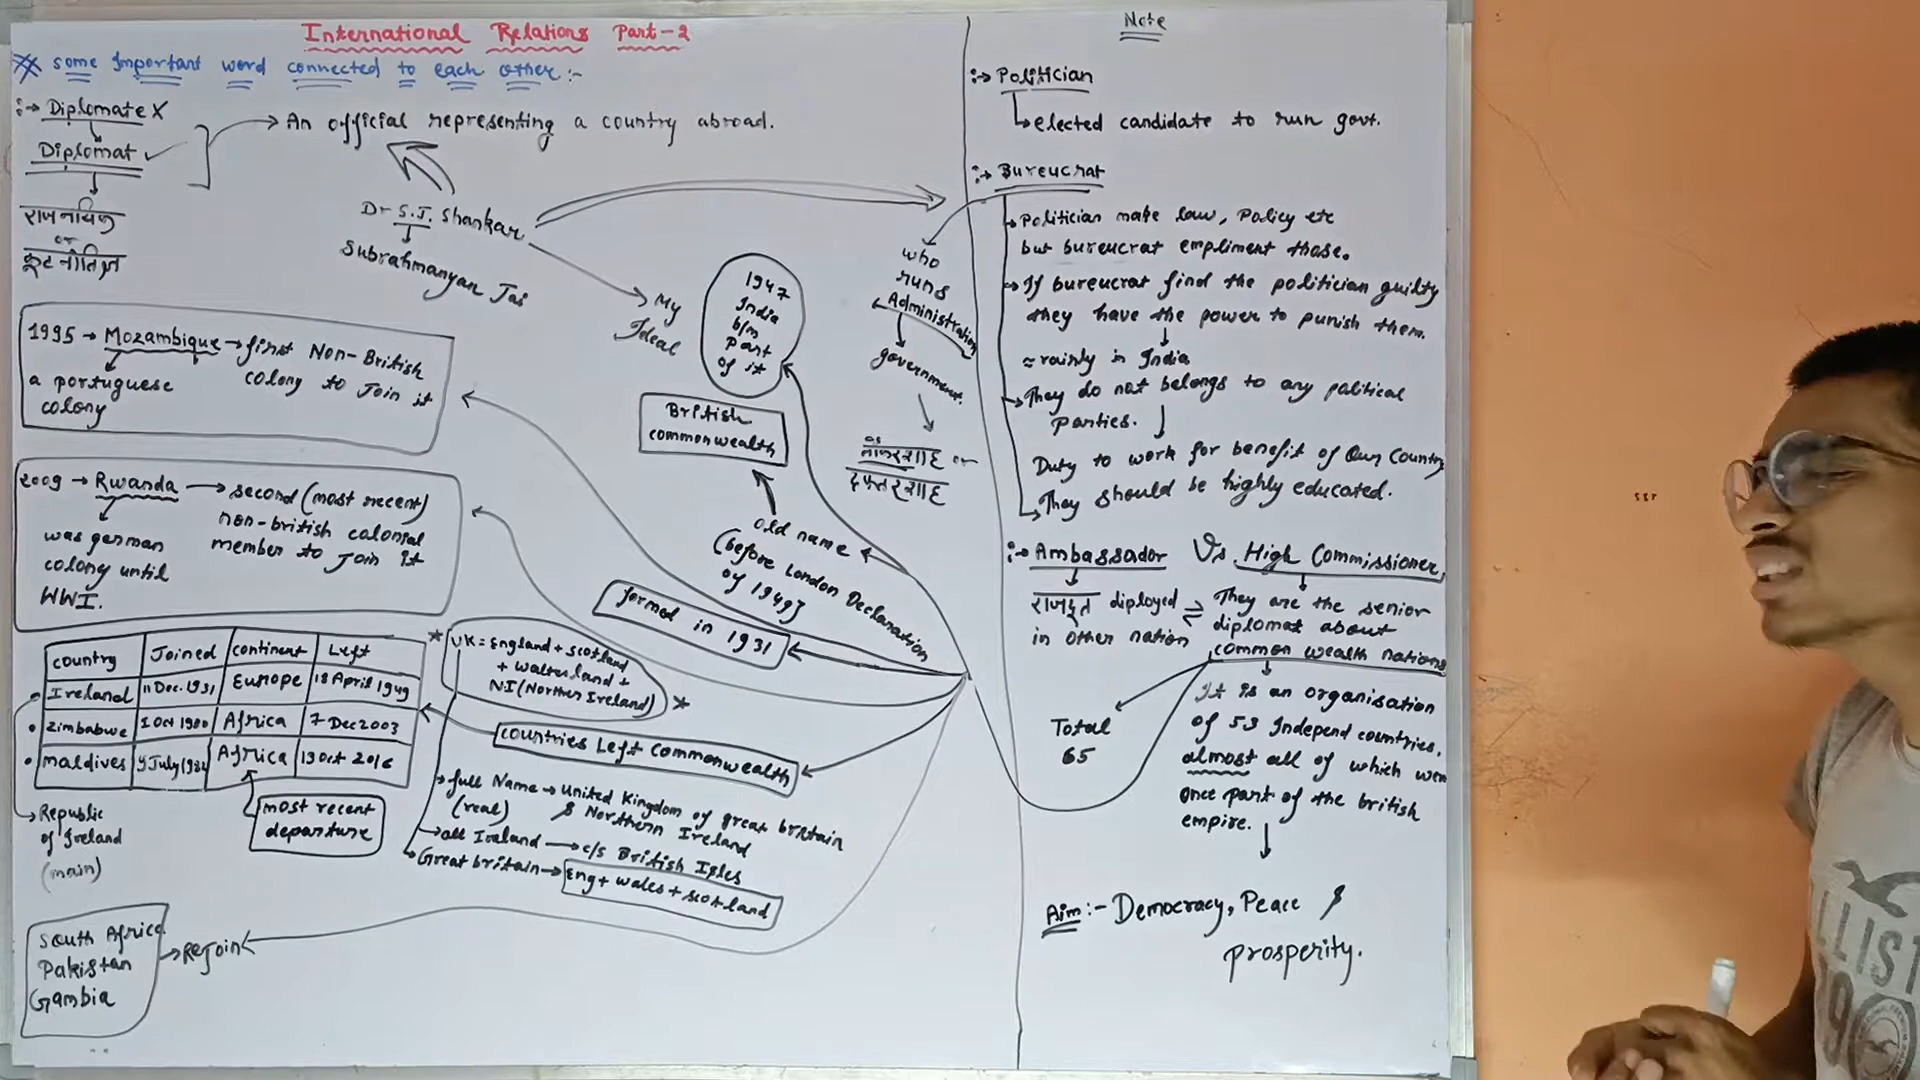 International Relations Part-2
some Important word connected to each other:-
Diplomate X
Diplomat ✓
राजनयिक
or
कूटनीतिज्ञ
An official representing a country abroad.
Dr S.J. Shankar
Subrahmanyan Jai
My
Ideal
1947
India
b/m
part
of it
British
commonwealth
old name
(before London Declaration
of 1949}
formed in 1931
1995 → Mozambique → first Non-British
colony to Join it
a portuguese
colony
2009 → Rwanda → second (most recent)
non-british colonial
member to Join it
was german
colony until
WWI.
country Joined continent Left
Ireland 11 Dec. 1931 Europe 18 April 1949
Zimbabwe 1 Oct 1980 Africa 7 Dec 2003
maldives Africa 13 Oct 2016
most recent
departure
Republic
of Ireland
(main)
* UK = England + Scotland
+ walterland +
NI (Northern Ireland) *
countries Left Commonwealth
full Name → United Kingdom of great britain
(real) & Northern Ireland
all Ireland → c/s British Isles
Great britain → Eng + wales + scotland
South Africa
Pakistan
Gambia
→ Rejoin
Note
Politician
elected candidate to run govt.
Bureucrat
who
runs
Administration
government.
or
Politician make law, Policy etc
but bureucrat empliment those.
If bureucrat find the politician guilty
they have the power to punish them.
≈ rainly in India
They do not belongs to any political
parties.
Duty to work for benefit of Our Country
They should be highly educated.
Ambassador Vs High Commissioner
राजदूत diployed
in other nation
They are the senior
diplomat about
common wealth nations
Total
65
It is an organisation
of 53 Independ countries,
almost all of which were
once part of the british
empire.
Aim:- Democracy, Peace &
prosperity.